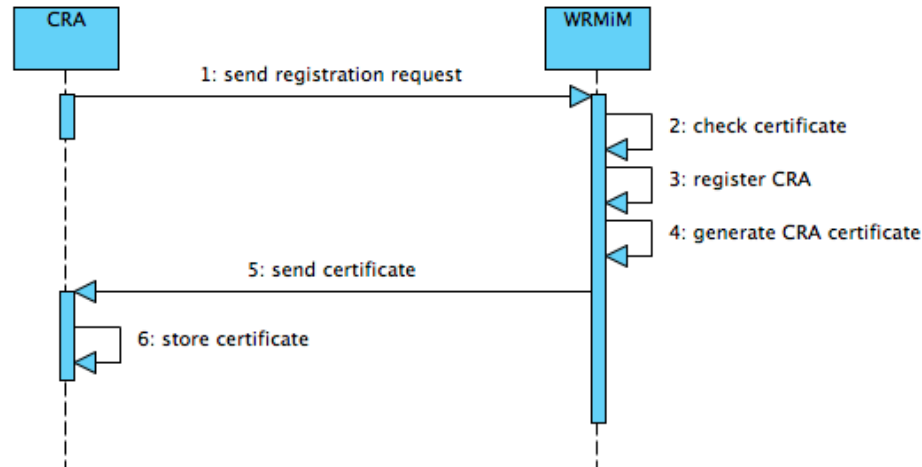 CRA
WRMiM
1: send registration request
2: check certificate
3: register CRA
4: generate CRA certificate
5: send certificate
6: store certificate